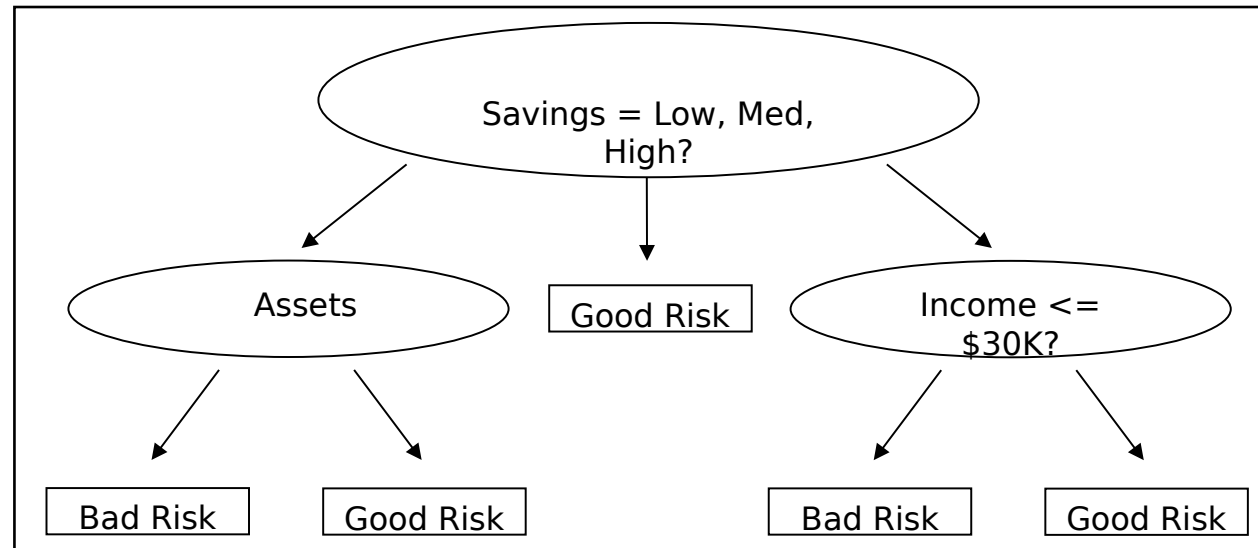 Savings = Low, Med,
High?
Assets
Good Risk
Income <=
$30K?
Bad Risk
Good Risk
Bad Risk
Good Risk